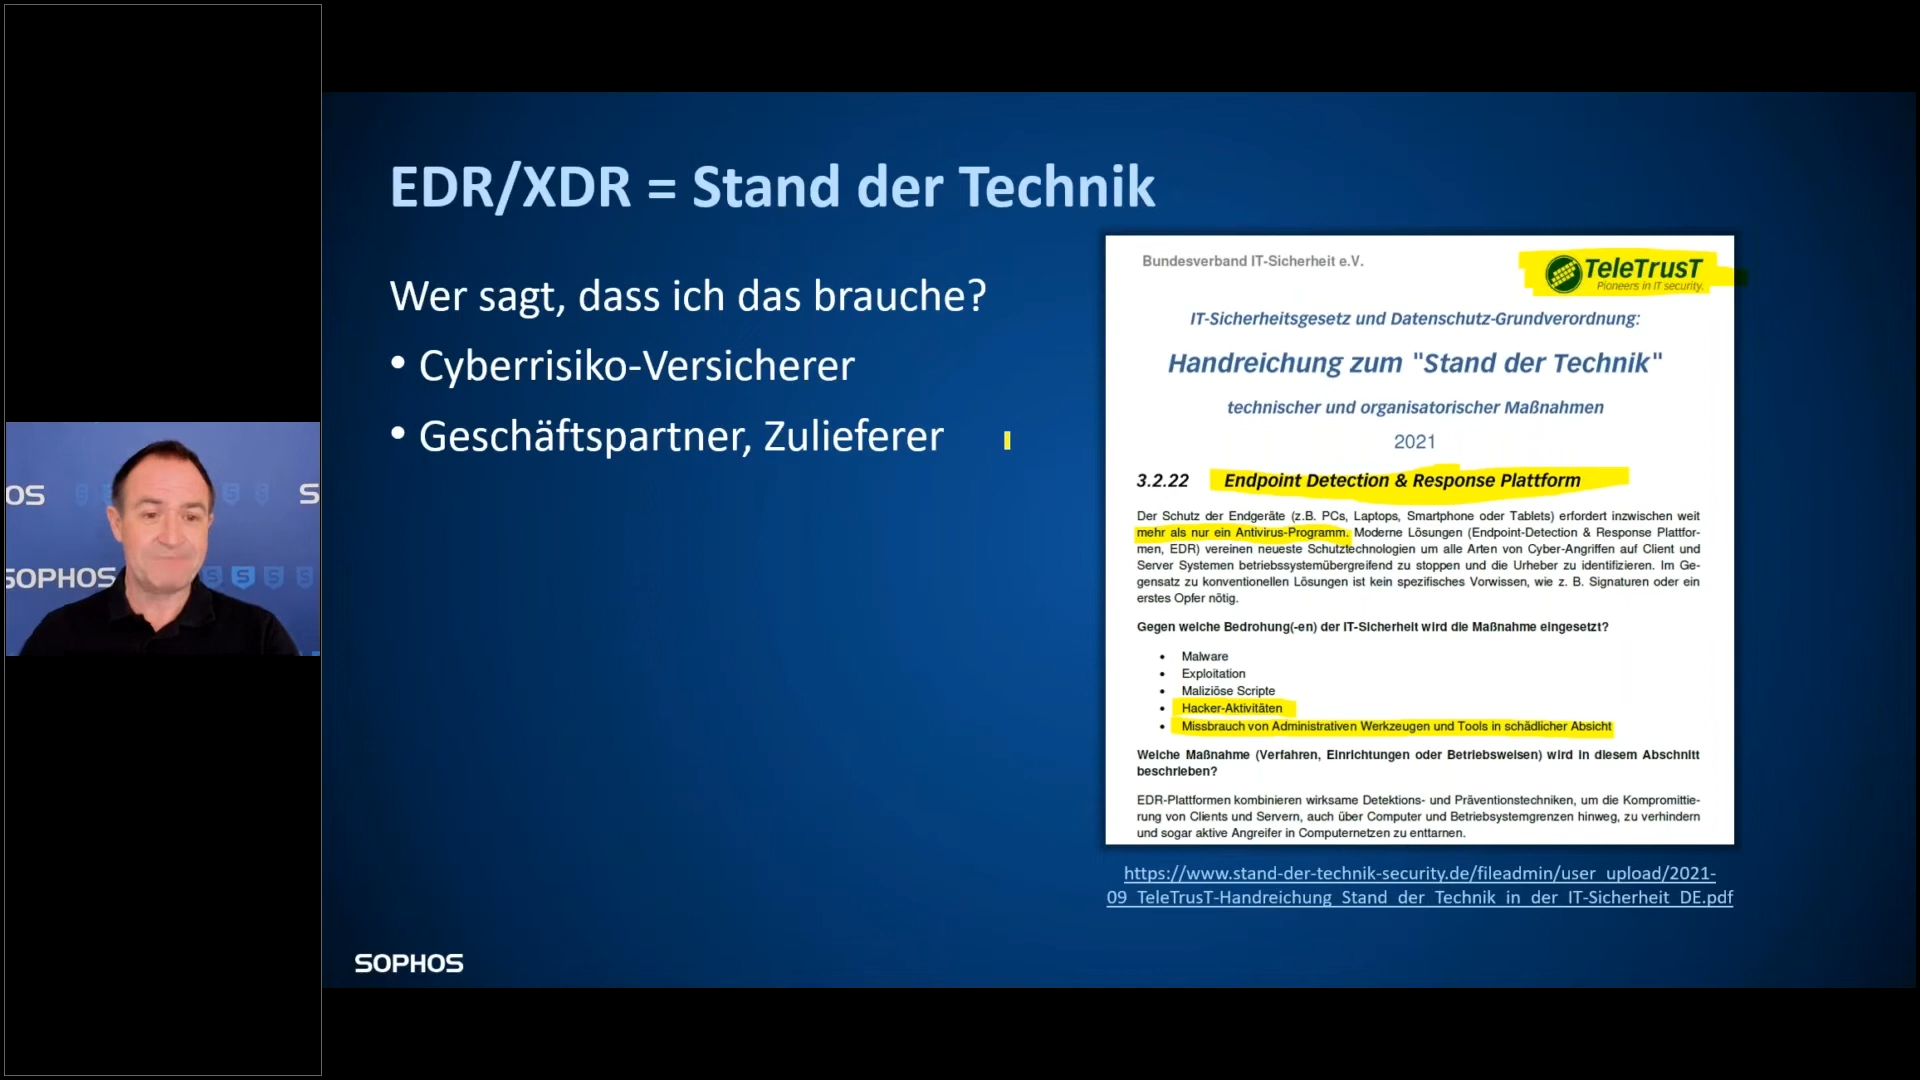 EDR/XDR = Stand der Technik
Wer sagt, dass ich das brauche?
• Cyberrisiko-Versicherer
• Geschäftspartner, Zulieferer
Bundesverband IT-Sicherheit e.V.
TeleTrusT
Pioneers in IT security.
IT-Sicherheitsgesetz und Datenschutz-Grundverordnung:
Handreichung zum "Stand der Technik"
technischer und organisatorischer Maßnahmen
2021
3.2.22 Endpoint Detection & Response Plattform
Der Schutz der Endgeräte (z.B. PCs, Laptops, Smartphone oder Tablets) erfordert inzwischen weit
mehr als nur ein Antivirus-Programm. Moderne Lösungen (Endpoint-Detection & Response Plattfor-
men, EDR) vereinen neueste Schutztechnologien um alle Arten von Cyber-Angriffen auf Client und
Server Systemen betriebssystemübergreifend zu stoppen und die Urheber zu identifizieren. Im Ge-
gensatz zu konventionellen Lösungen ist kein spezifisches Vorwissen, wie z. B. Signaturen oder ein
erstes Opfer nötig.
Gegen welche Bedrohung(-en) der IT-Sicherheit wird die Maßnahme eingesetzt?
• Malware
• Exploitation
• Maliziöse Scripte
• Hacker-Aktivitäten
• Missbrauch von Administrativen Werkzeugen und Tools in schädlicher Absicht
Welche Maßnahme (Verfahren, Einrichtungen oder Betriebsweisen) wird in diesem Abschnitt
beschrieben?
EDR-Plattformen kombinieren wirksame Detektions- und Präventionstechniken, um die Kompromittie-
rung von Clients und Servern, auch über Computer und Betriebsystemgrenzen hinweg, zu verhindern
und sogar aktive Angreifer in Computernetzen zu enttarnen.
https://www.stand-der-technik-security.de/fileadmin/user_upload/2021-
09_TeleTrusT-Handreichung_Stand_der_Technik_in_der_IT-Sicherheit_DE.pdf
SOPHOS
OS
S
SOPHOS